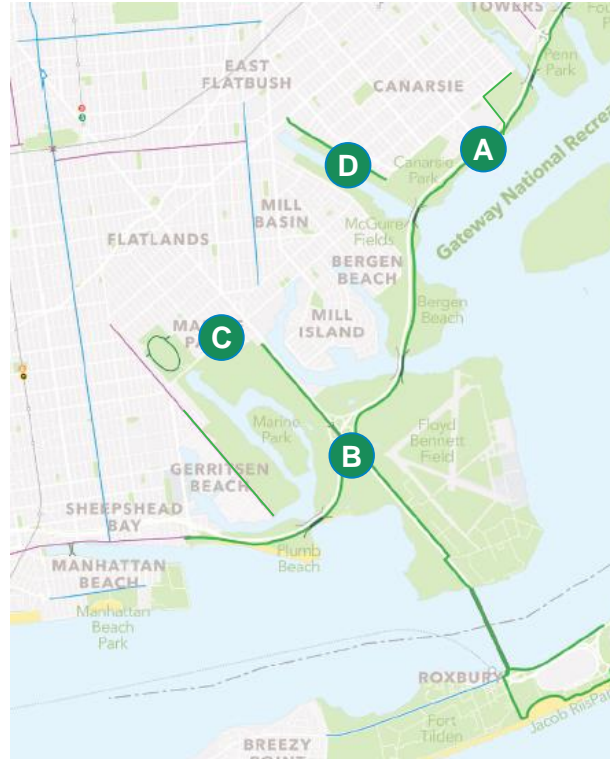 TOWERS
Penn
Park
EAST
FLATBUSH
CANARSIE
A
D
Canarsie
Park
Gateway National Recre
MILL
BASIN
McGuire
Fields
FLATLANDS
BERGEN
BEACH
Bergen
Beach
MILL
ISLAND
C
Marine
Park
Floyd
Bennett
Field
B
GERRITSEN
BEACH
SHEEPSHEAD
BAY
Plumb
Beach
MANHATTAN
BEACH
Manhattan
Beach
Park
ROXBURY
Jacob Riis Park
Fort
Tilden
BREEZY